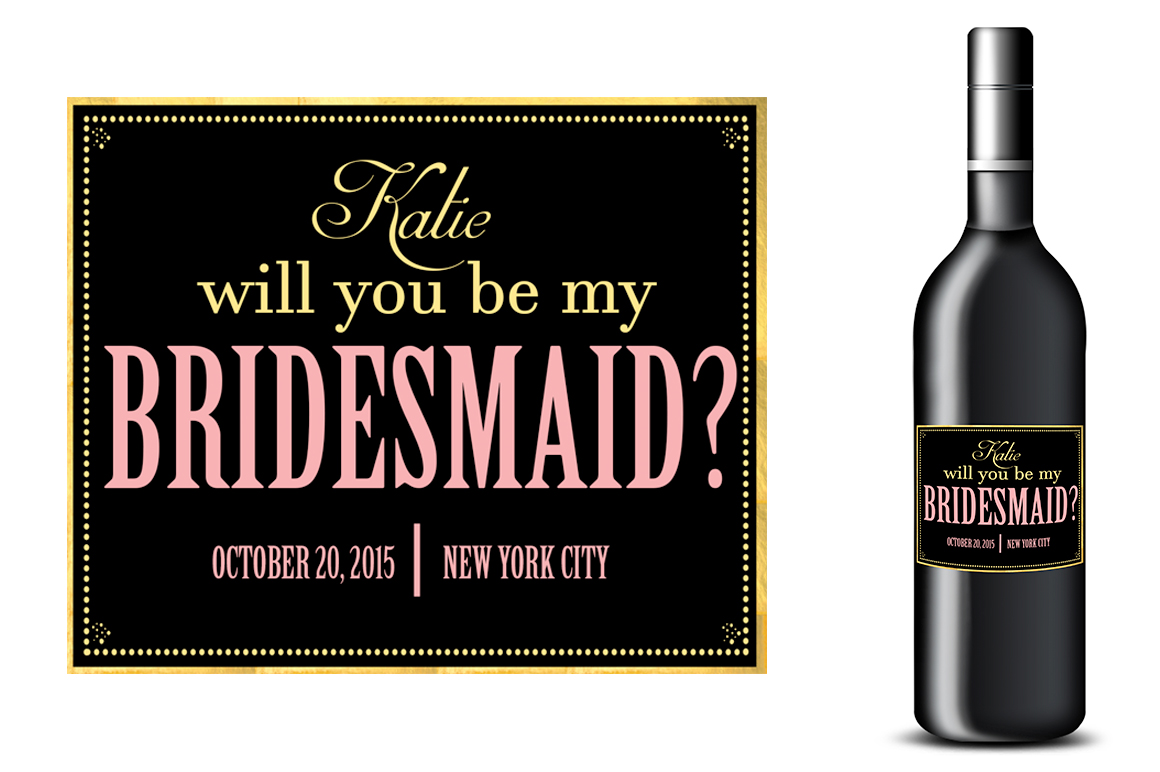 Katie
will you be my
BRIDESMAID?
OCTOBER 20, 2015 | NEW YORK CITY
Katie
will you be my
BRIDESMAID?
OCTOBER 20, 2015 | NEW YORK CITY